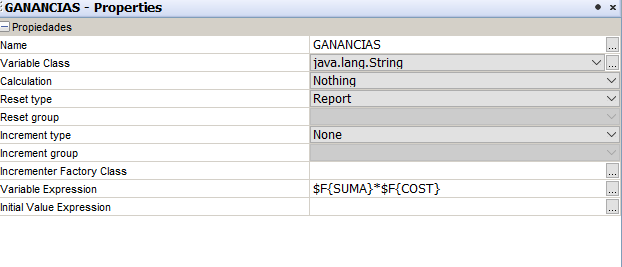 GANANCIAS - Properties
Propiedades
Name GANANCIAS ...
Variable Class java.lang.String ...
Calculation Nothing
Reset type Report
Reset group
Increment type None
Increment group
Incrementer Factory Class ...
Variable Expression $F{SUMA}*$F{COST} ...
Initial Value Expression ...